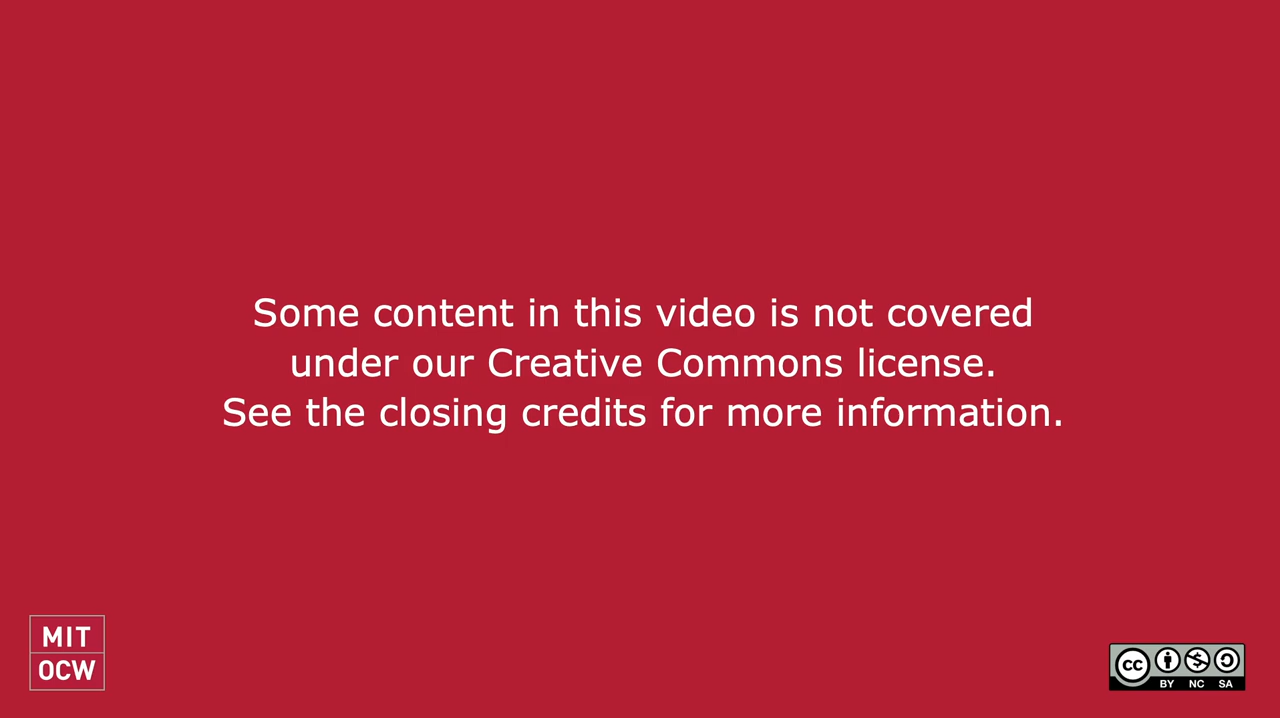 Some content in this video is not covered
under our Creative Commons license.
See the closing credits for more information.
MIT
OCW
cc
BY NC SA